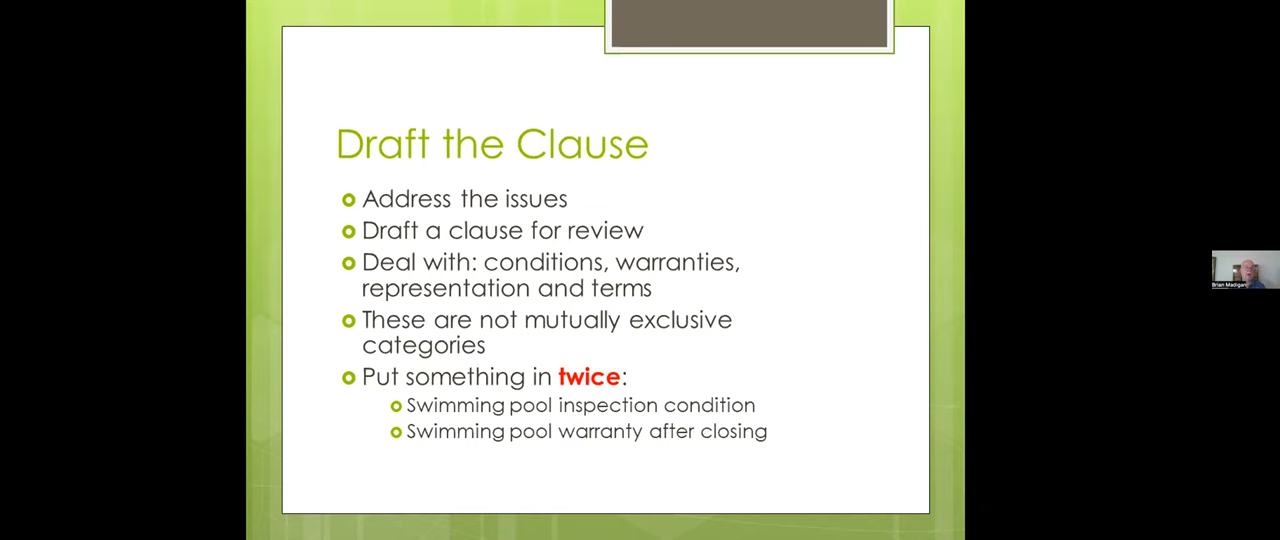 Draft the Clause
Address the issues
Draft a clause for review
Deal with: conditions, warranties,
representation and terms
These are not mutually exclusive
categories
Put something in twice:
Swimming pool inspection condition
Swimming pool warranty after closing
Brian Madigan